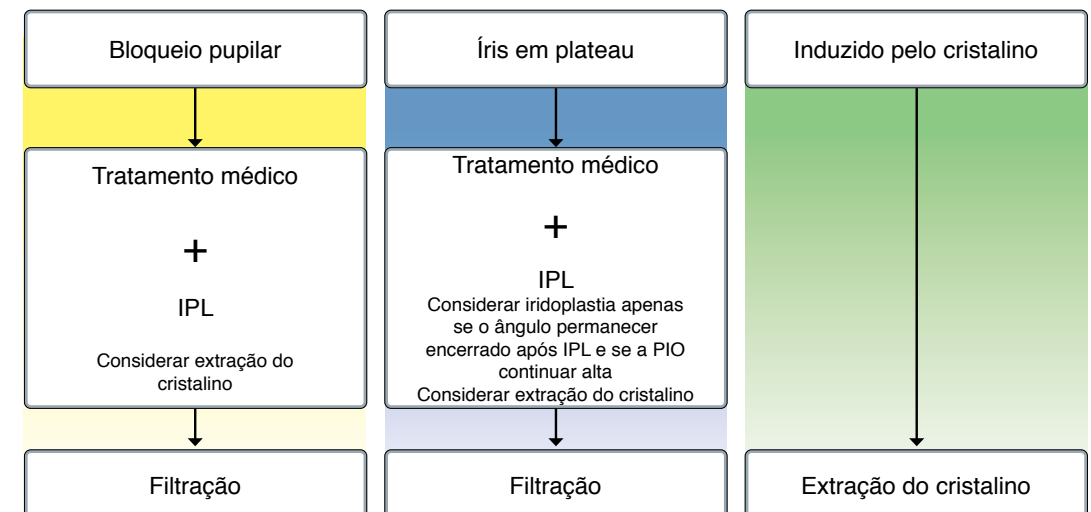 Bloqueio pupilar
Tratamento médico
+
IPL
Considerar extração do
cristalino
Filtração
Íris em plateau
Tratamento médico
+
IPL
Considerar iridoplastia apenas
se o ângulo permanecer
encerrado após IPL e se a PIO
continuar alta
Considerar extração do cristalino
Filtração
Induzido pelo cristalino
Extração do cristalino